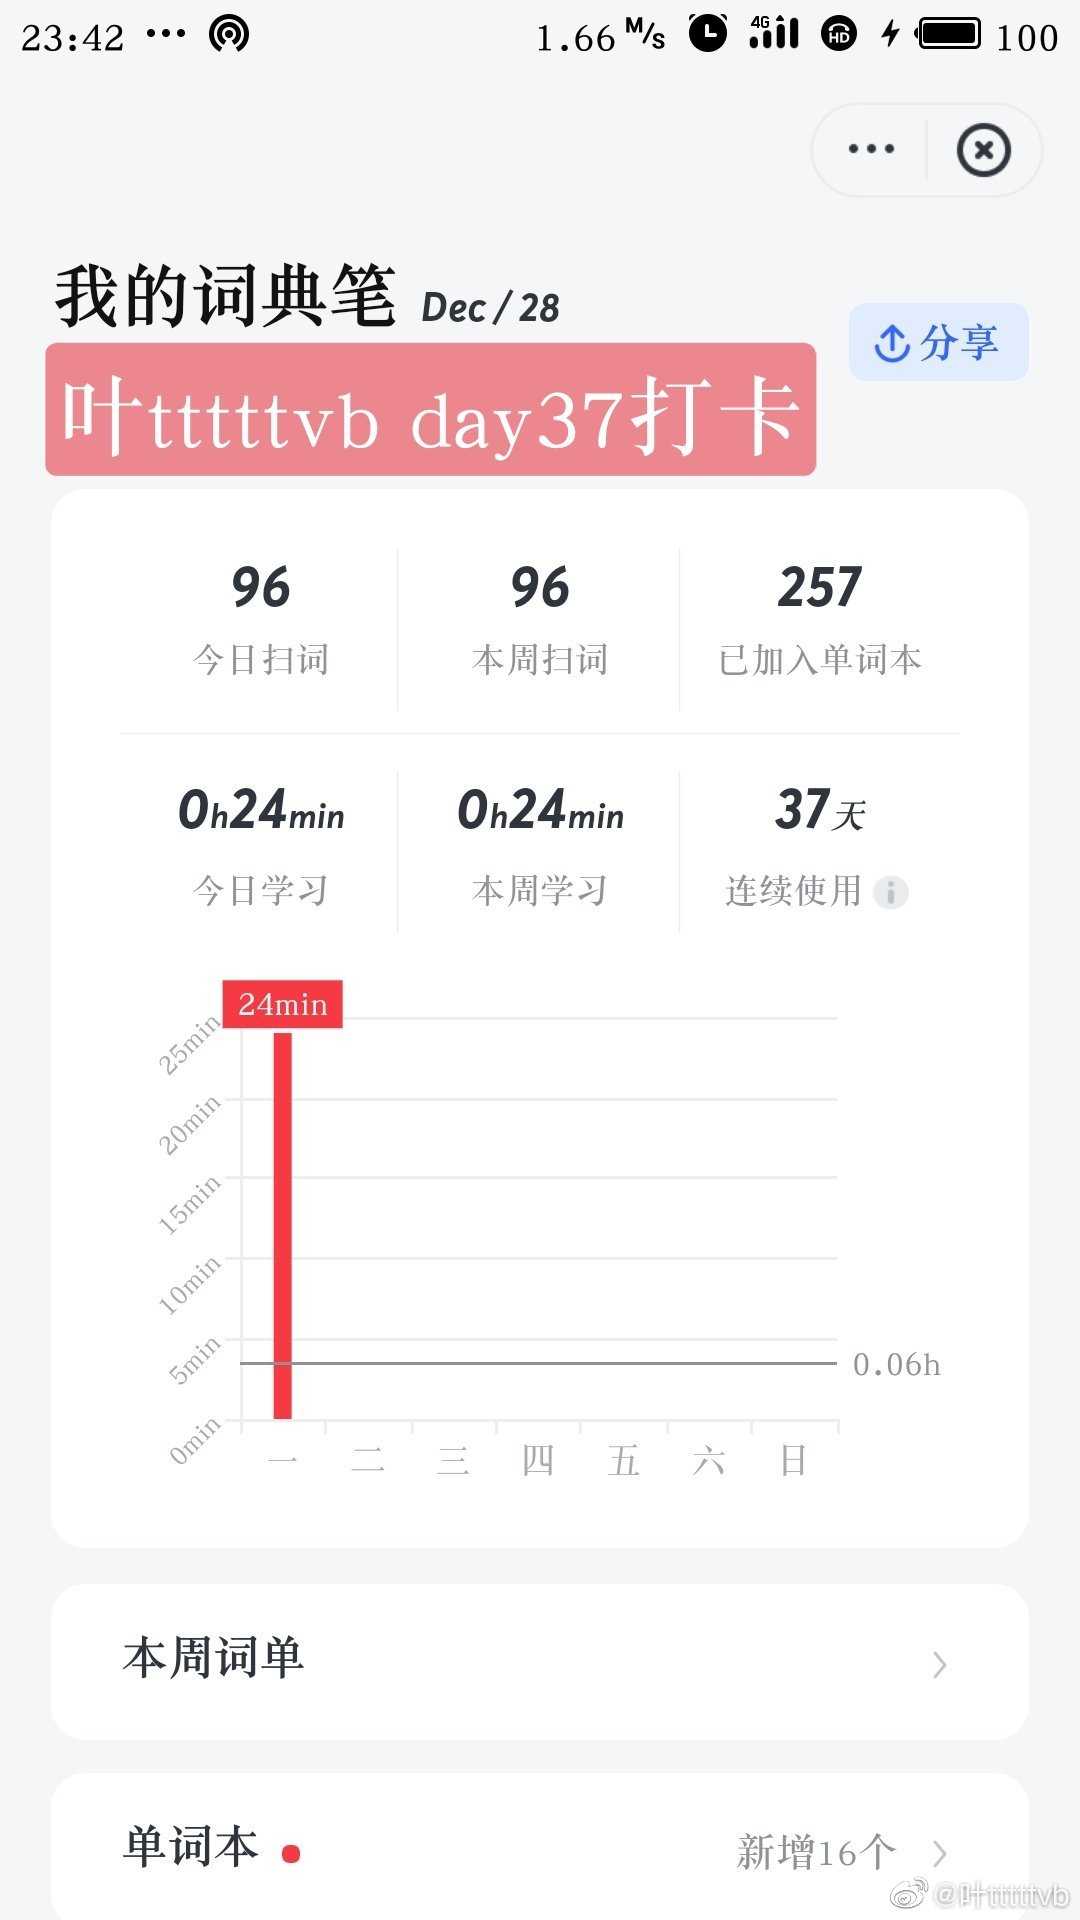 23:42 ... 1.66 M/s 4G HD 100
我的词典笔 Dec / 28
分享
叶tttttvb day37打卡
96 96 257
今日扫词 本周扫词 已加入单词本
0h24min 0h24min 37天
今日学习 本周学习 连续使用
24min
25min
20min
15min
10min
5min
0.06h
0min
一 二 三 四 五 六 日
本周词单
单词本 新增16个
@叶tttttvb